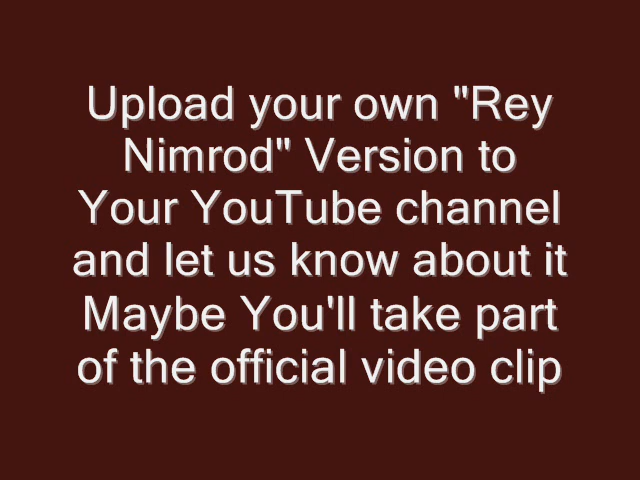 Upload your own "Rey
Nimrod" Version to
Your YouTube channel
and let us know about it
Maybe You'll take part
of the official video clip